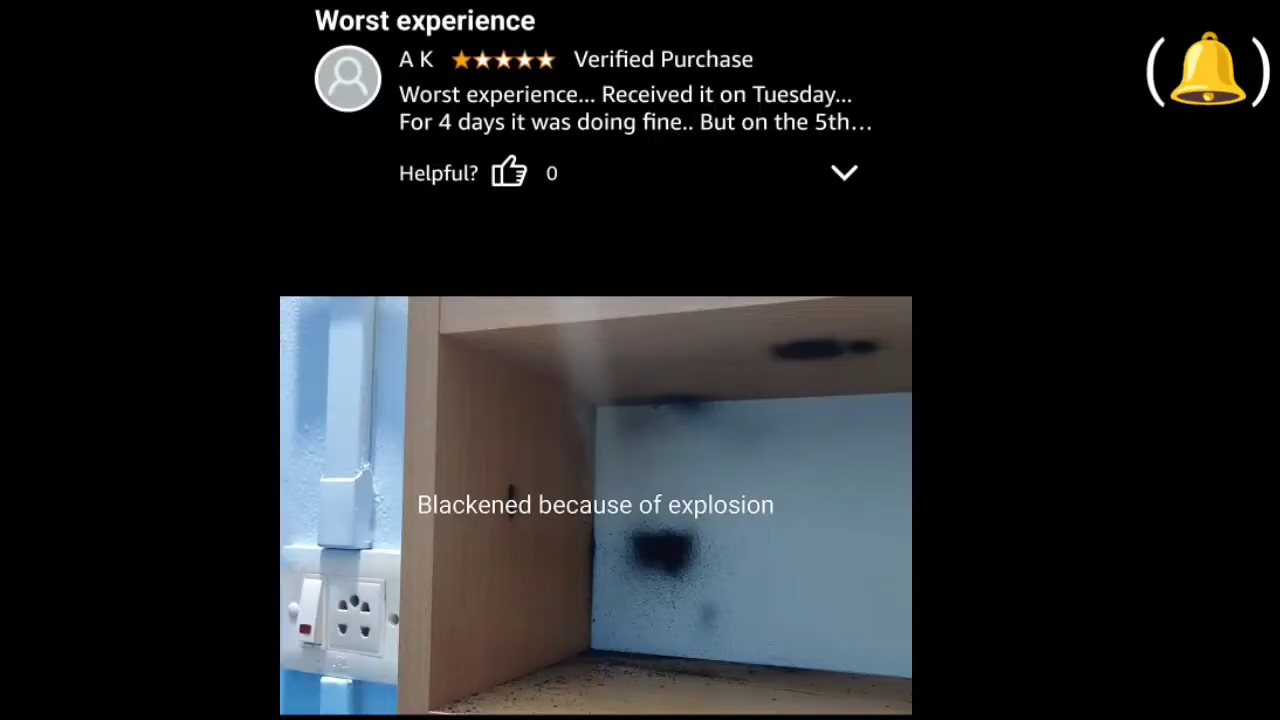 Worst experience
A K Verified Purchase
Worst experience... Received it on Tuesday...
For 4 days it was doing fine.. But on the 5th...
Helpful? 0
Blackened because of explosion